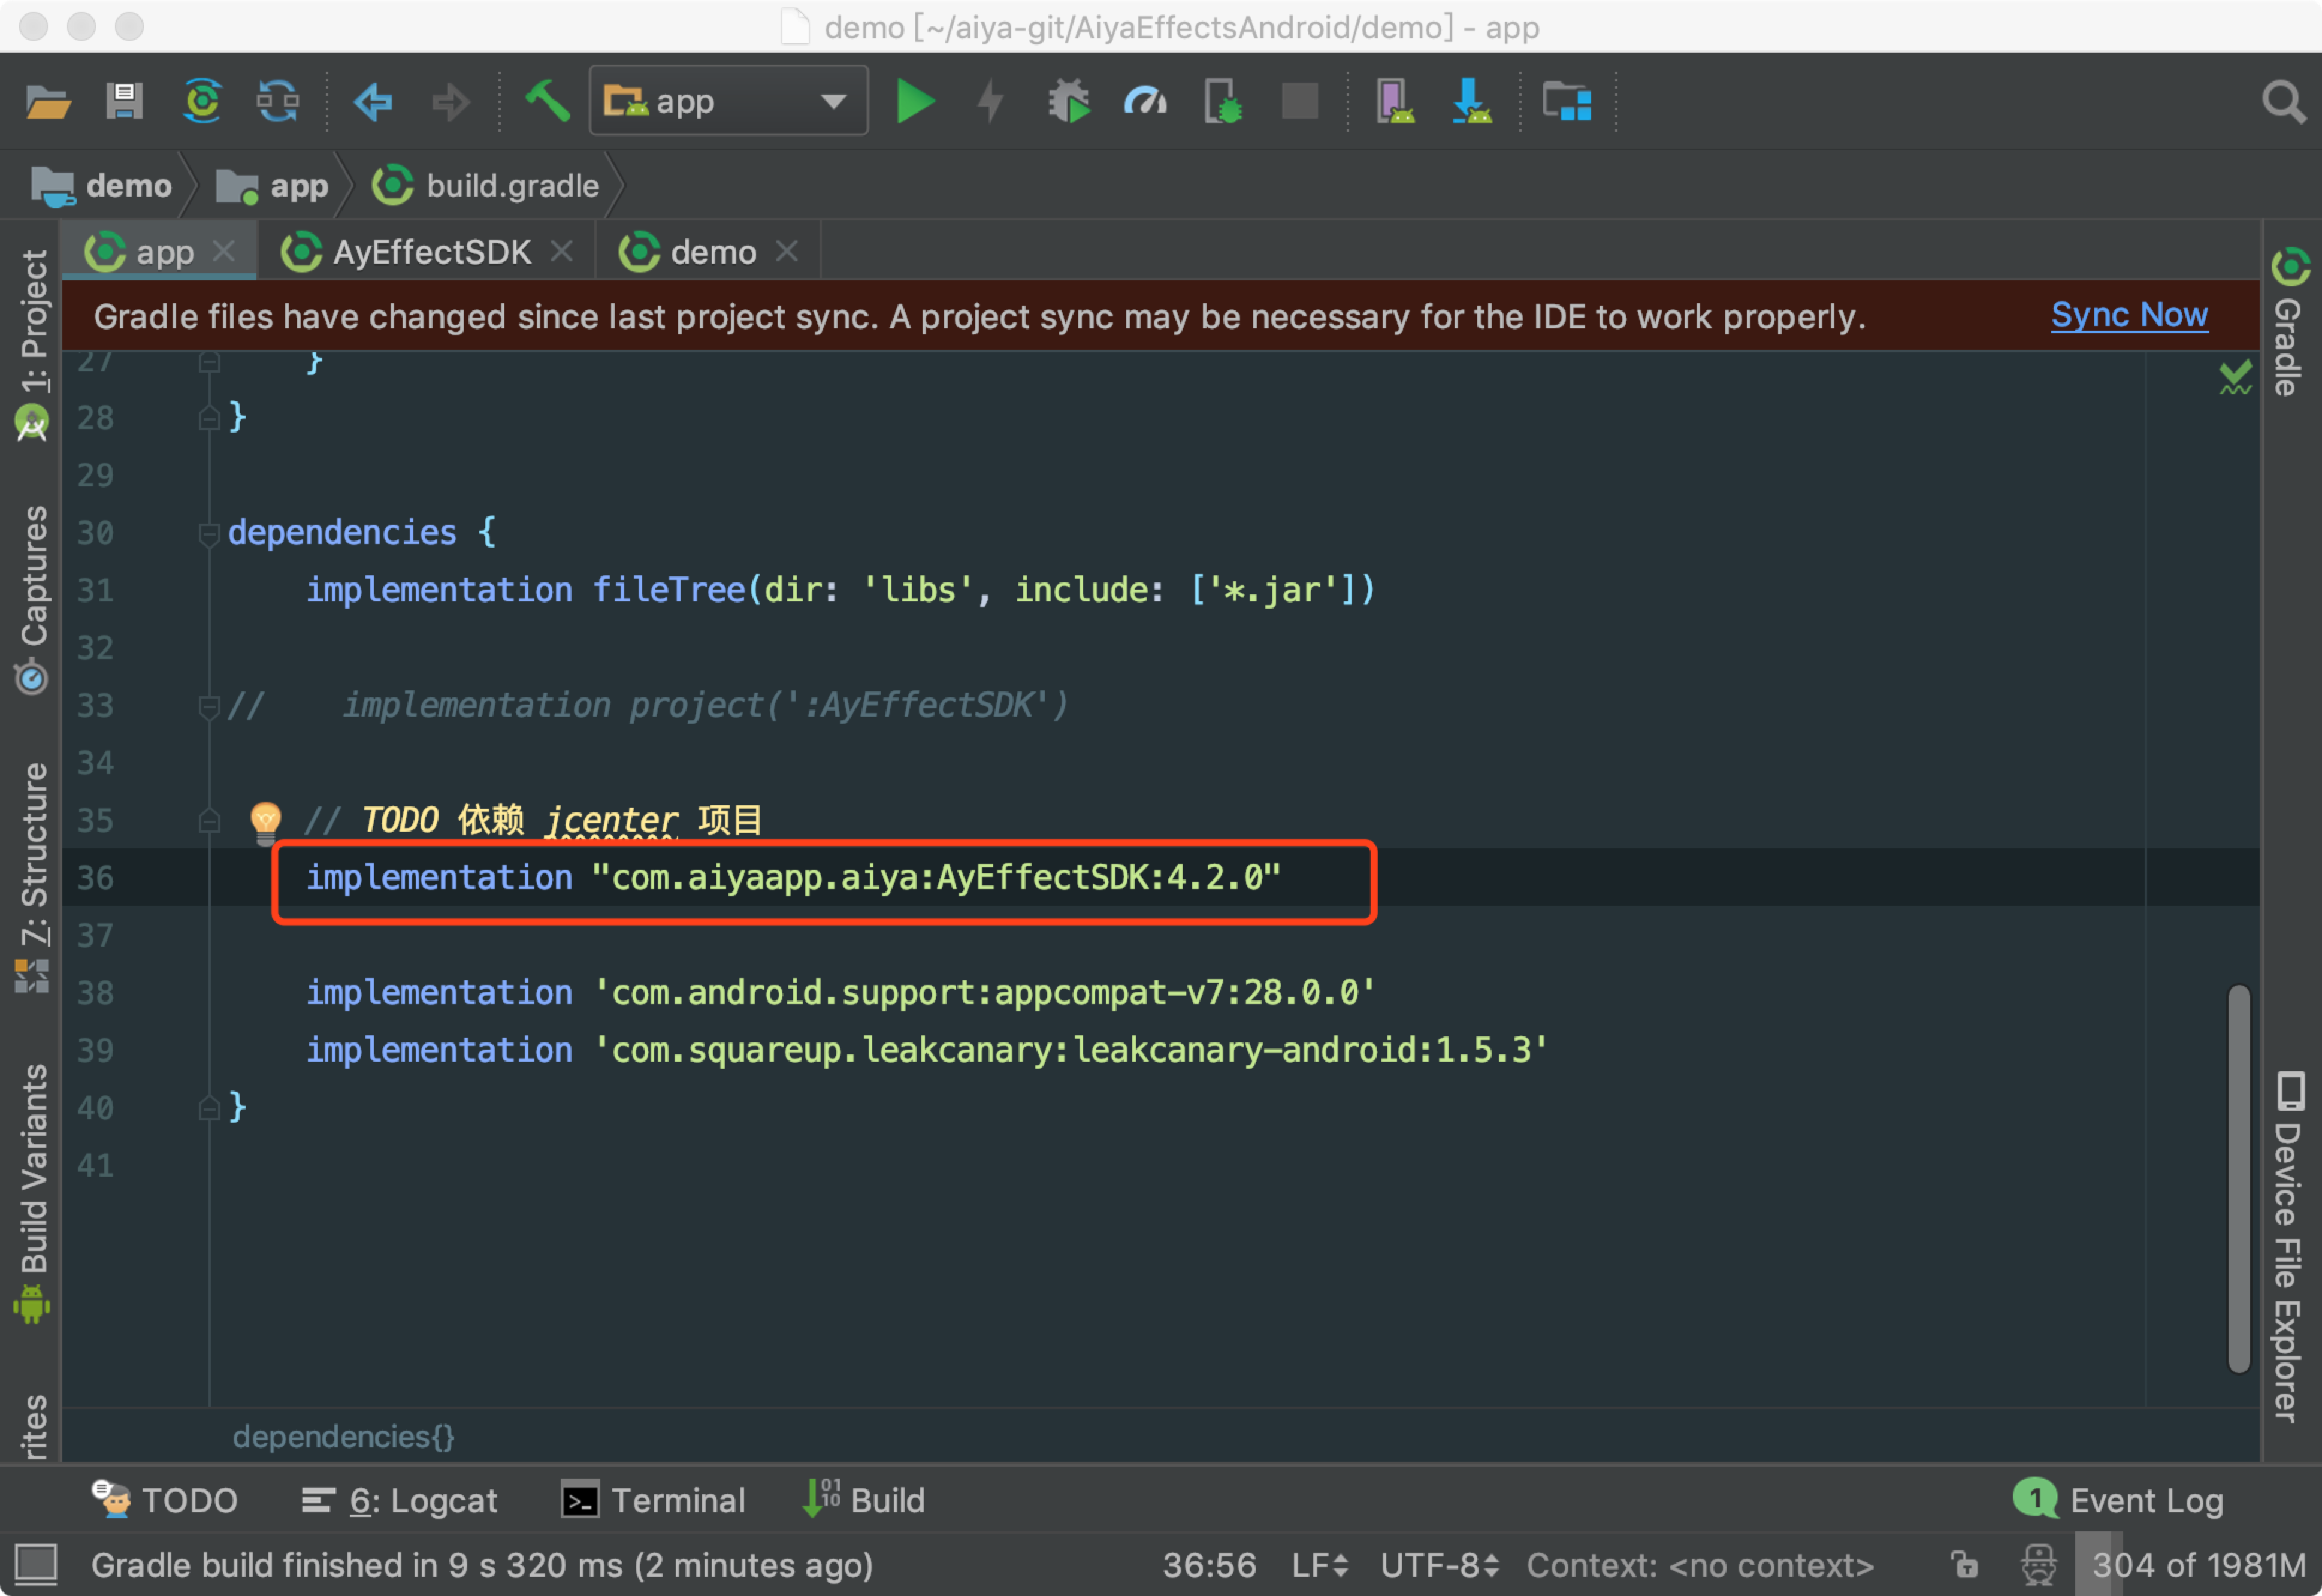 demo [~/aiya-git/AiyaEffectsAndroid/demo] - app
app
demo app build.gradle
app AyEffectSDK demo
Gradle files have changed since last project sync. A project sync may be necessary for the IDE to work properly. Sync Now
27 }
28 }
29
30 dependencies {
31 implementation fileTree(dir: 'libs', include: ['*.jar'])
32
33 // implementation project(':AyEffectSDK')
34
35 // TODO 依赖 jcenter 项目
36 implementation "com.aiyaapp.aiya:AyEffectSDK:4.2.0"
37
38 implementation 'com.android.support:appcompat-v7:28.0.0'
39 implementation 'com.squareup.leakcanary:leakcanary-android:1.5.3'
40 }
41
dependencies{}
1: Project
Captures
7: Structure
Build Variants
rites
Gradle
Device File Explorer
TODO 6: Logcat Terminal Build 1 Event Log
Gradle build finished in 9 s 320 ms (2 minutes ago) 36:56 LF UTF-8 Context: <no context> 304 of 1981M